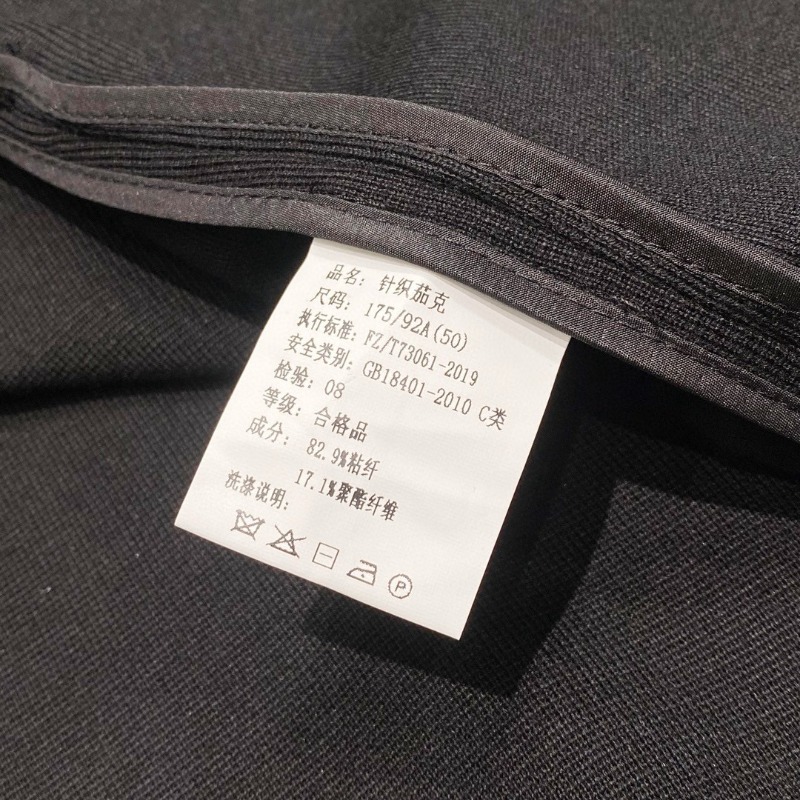 品名: 针织茄克
尺码: 175/92A(50)
执行标准: FZ/T73061-2019
安全类别: GB18401-2010 C类
检验: 08
等级: 合格品
成分: 82.9%粘纤
17.1%聚酯纤维
洗涤说明:
P